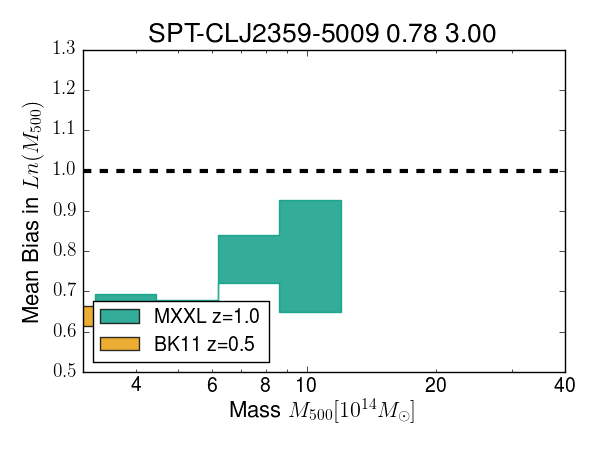 SPT-CLJ2359-5009 0.78 3.00
1.3
1.2
1.1
1.0
0.9
0.8
0.7
0.6
0.5
Mean Bias in Ln(M500)
MXXL z=1.0
BK11 z=0.5
4 6 8 10 20 40
Mass M500[10^14 M⊙]